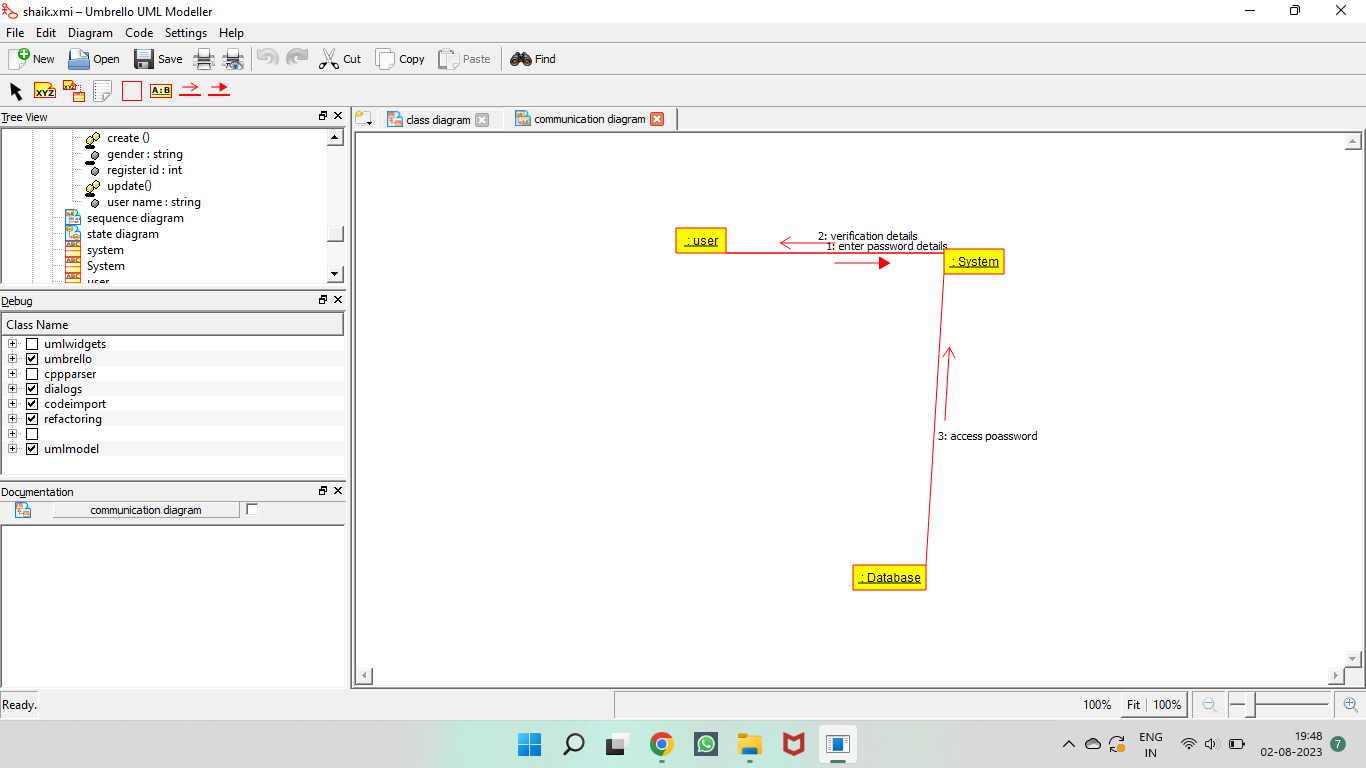 shaik.xmi – Umbrello UML Modeller
File Edit Diagram Code Settings Help
New Open Save Cut Copy Paste Find
XYZ XYZ A:B
Tree View
class diagram
communication diagram
create ()
gender : string
register id : int
update()
user name : string
sequence diagram
state diagram
system
System
user
Debug
Class Name
umlwidgets
umbrello
cppparser
dialogs
codeimport
refactoring
umlmodel
Documentation
communication diagram
: user
2: verification details
1: enter password details
: System
3: access poassword
: Database
Ready.
100% Fit 100%
ENG
IN
19:48
02-08-2023
7